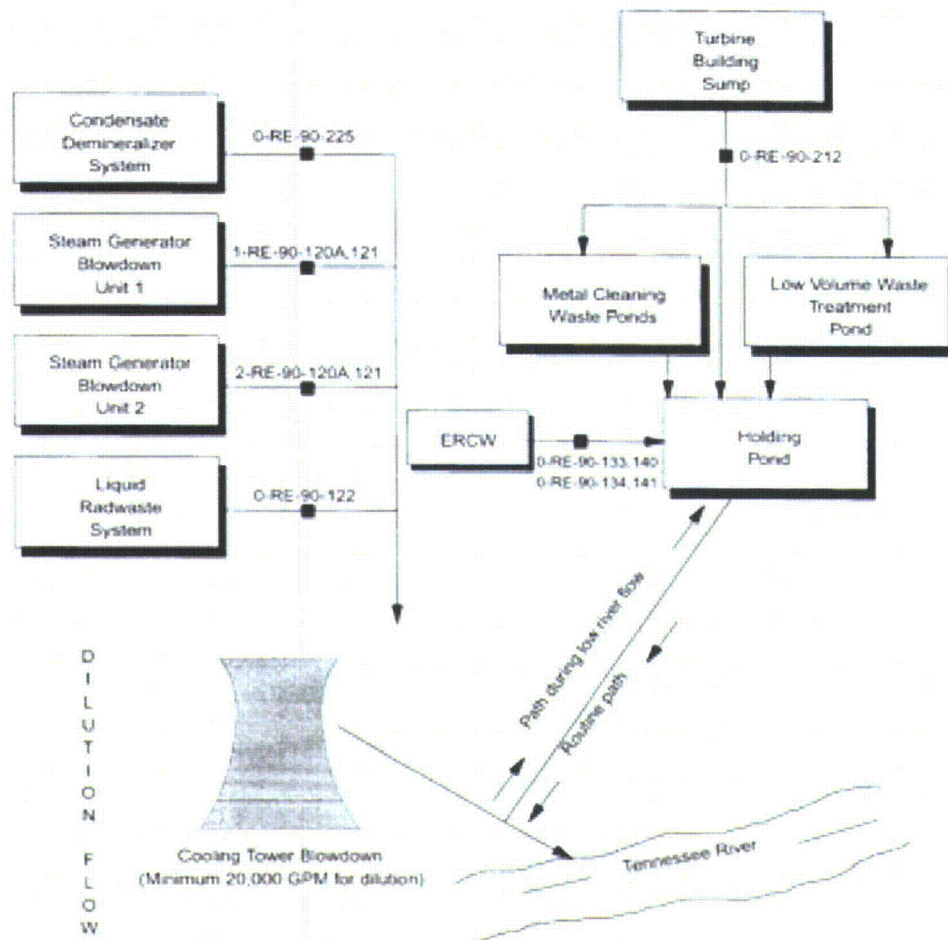 Turbine
Building
Sump
0-RE-90-212
Condensate
Demineralizer
System
0-RE-90-225
Steam Generator
Blowdown
Unit 1
1-RE-90-120A,121
Steam Generator
Blowdown
Unit 2
2-RE-90-120A,121
Liquid
Radwaste
System
0-RE-90-122
Metal Cleaning
Waste Ponds
Low Volume Waste
Treatment
Pond
ERCW
0-RE-90-133,140
0-RE-90-134,141
Holding
Pond
Path during low river flow
Routine path
DILUTION FLOW
Cooling Tower Blowdown
(Minimum 20,000 GPM for dilution)
Tennessee River